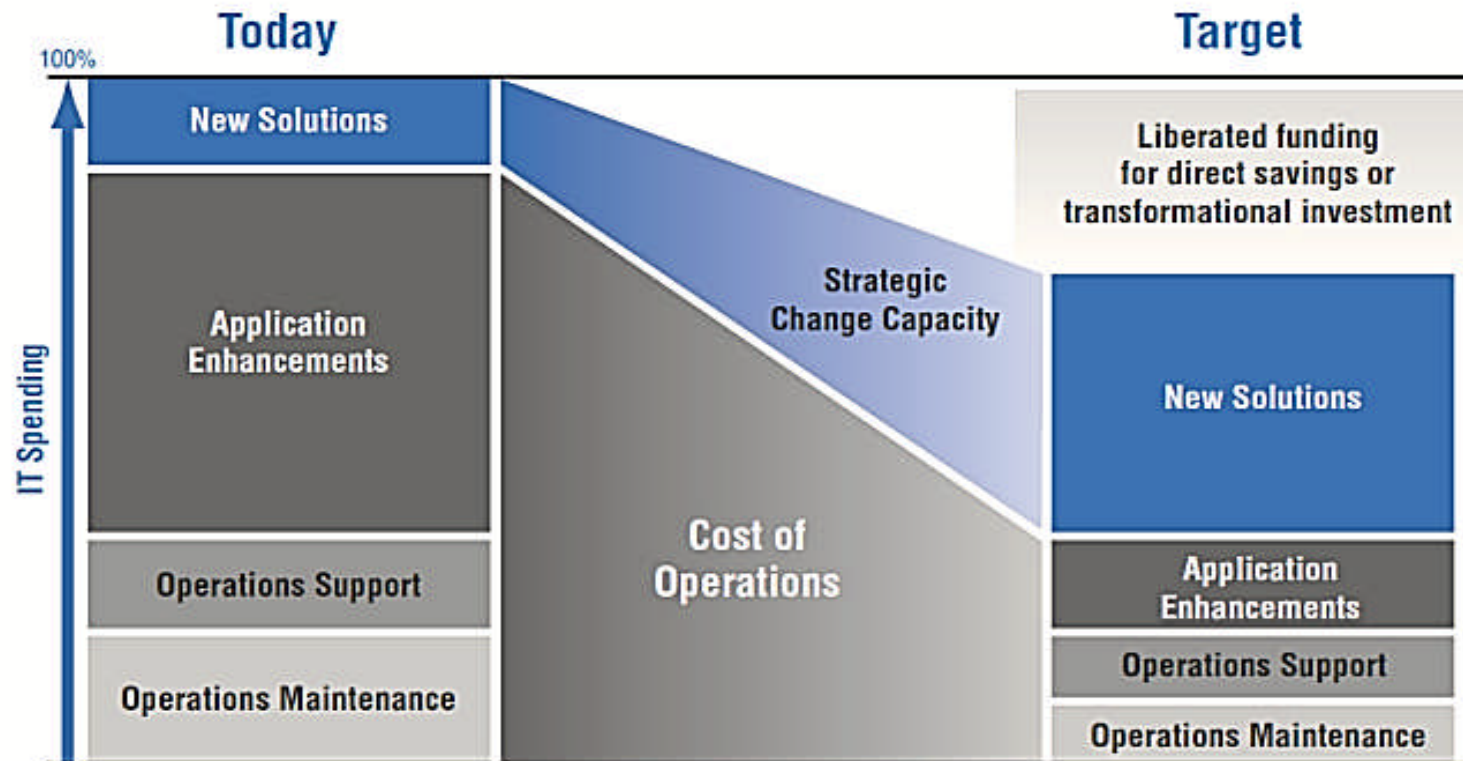 Today
Target
100%
IT Spending
New Solutions
Application
Enhancements
Operations Support
Operations Maintenance
Strategic
Change Capacity
Cost of
Operations
Liberated funding
for direct savings or
transformational investment
New Solutions
Application
Enhancements
Operations Support
Operations Maintenance